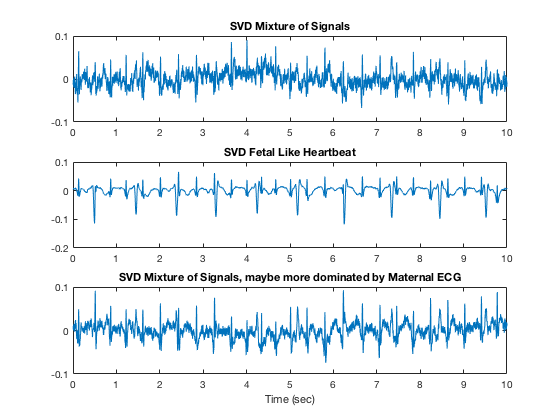 SVD Mixture of Signals
0.1
0
-0.1
0 1 2 3 4 5 6 7 8 9 10
SVD Fetal Like Heartbeat
0.1
0
-0.1
-0.2
0 1 2 3 4 5 6 7 8 9 10
SVD Mixture of Signals, maybe more dominated by Maternal ECG
0.1
0
-0.1
0 1 2 3 4 5 6 7 8 9 10
Time (sec)